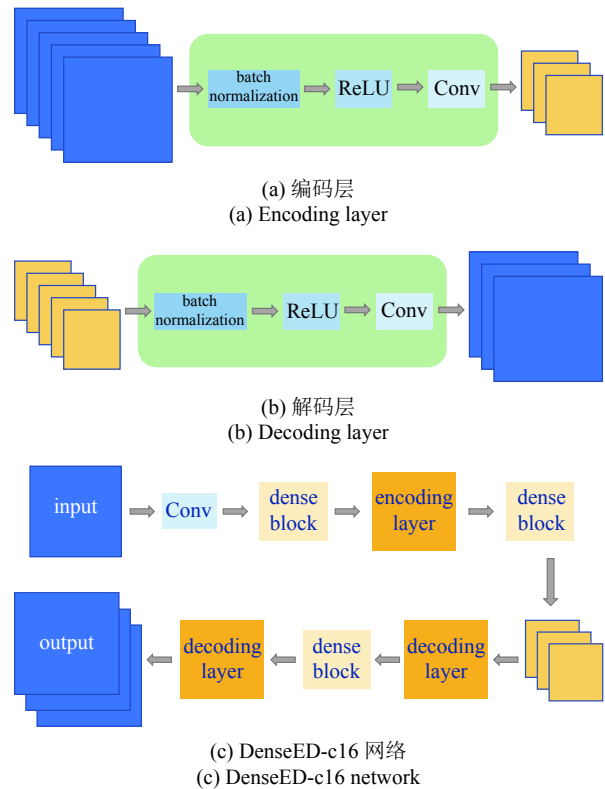 batch
normalization
ReLU
Conv
(a) 编码层
(a) Encoding layer
batch
normalization
ReLU
Conv
(b) 解码层
(b) Decoding layer
input
Conv
dense
block
encoding
layer
dense
block
output
decoding
layer
dense
block
decoding
layer
(c) DenseED-c16 网络
(c) DenseED-c16 network